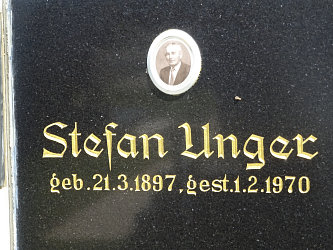 Stefan Unger
geb. 21.3.1897, gest. 1.2.1970